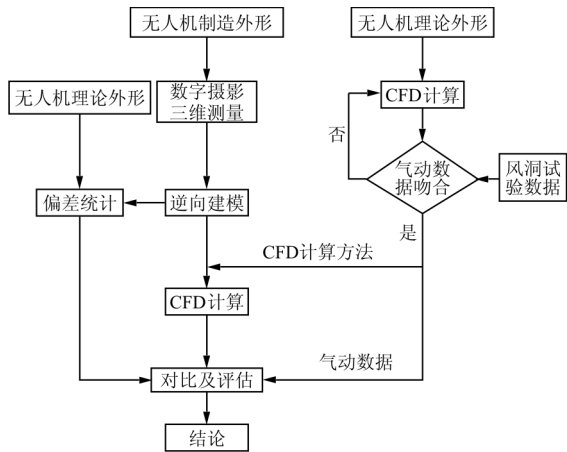 无人机制造外形
无人机理论外形
无人机理论外形
数字摄影
三维测量
CFD计算
否
气动数
据吻合
风洞试
验数据
偏差统计
逆向建模
是
CFD计算方法
CFD计算
气动数据
对比及评估
结论